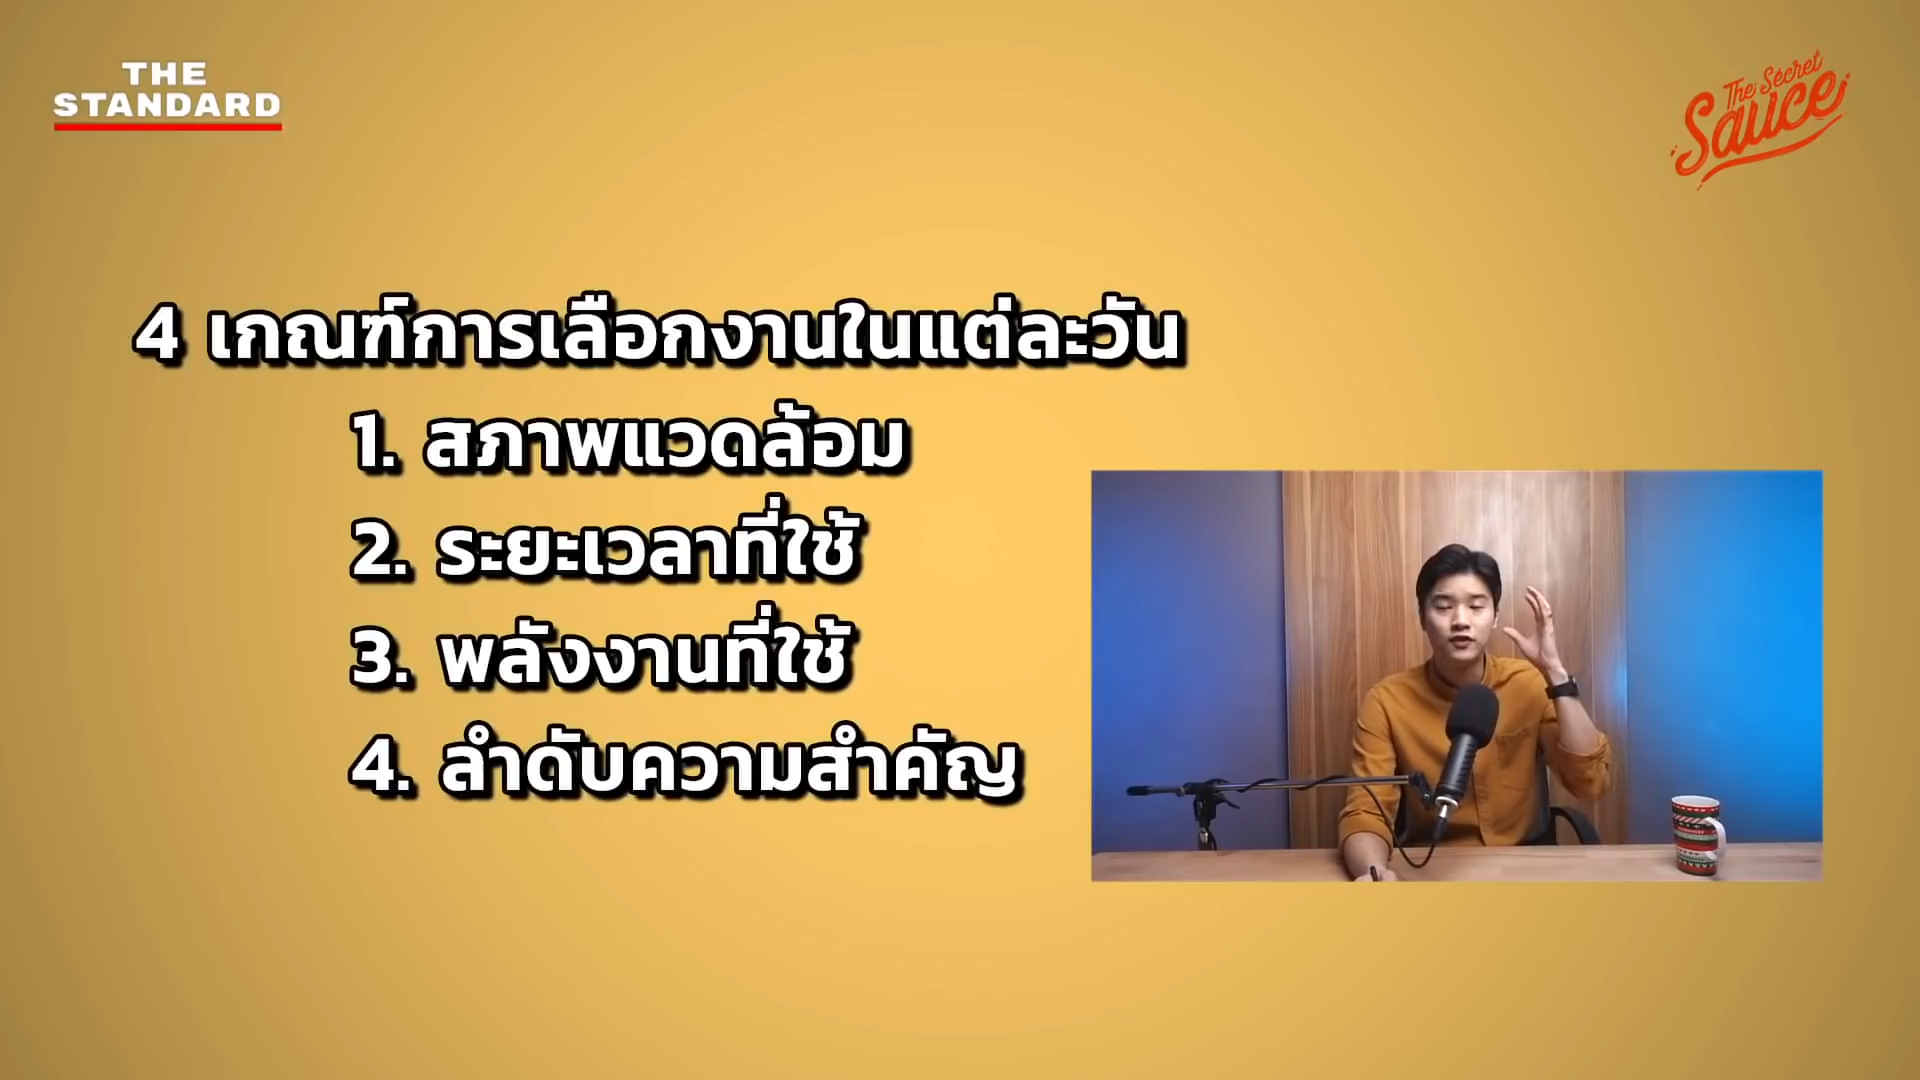 THE
STANDARD
The Secret
Sauce
4 เกณฑ์การเลือกงานในแต่ละวัน
1. สภาพแวดล้อม
2. ระยะเวลาที่ใช้
3. พลังงานที่ใช้
4. ลำดับความสำคัญ